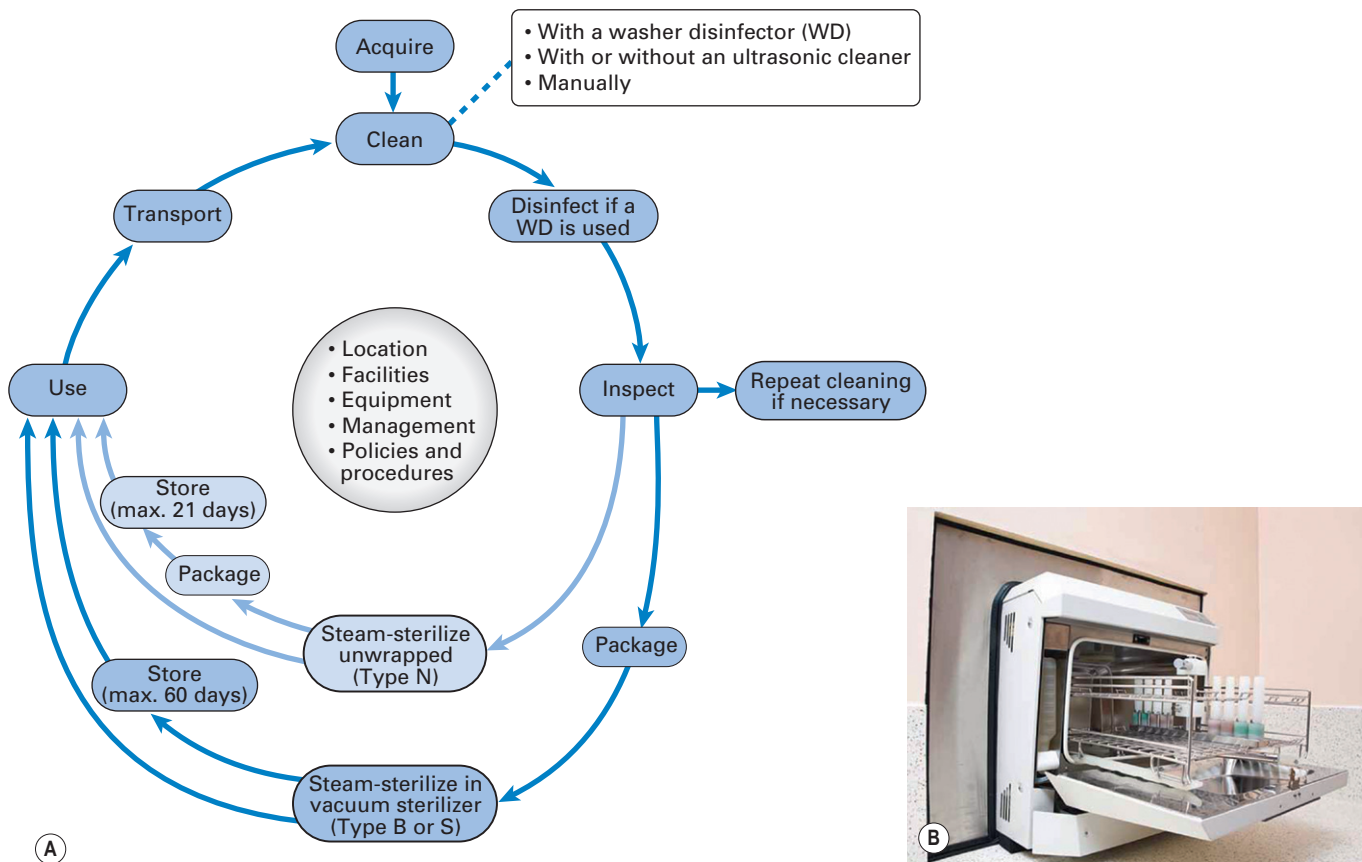 Acquire
• With a washer disinfector (WD)
• With or without an ultrasonic cleaner
• Manually
Clean
Transport
Disinfect if a
WD is used
• Location
• Facilities
• Equipment
• Management
• Policies and
procedures
Use
Inspect
Repeat cleaning
if necessary
Store
(max. 21 days)
Package
Steam-sterilize
unwrapped
(Type N)
Package
Store
(max. 60 days)
Steam-sterilize in
vacuum sterilizer
(Type B or S)
A
B